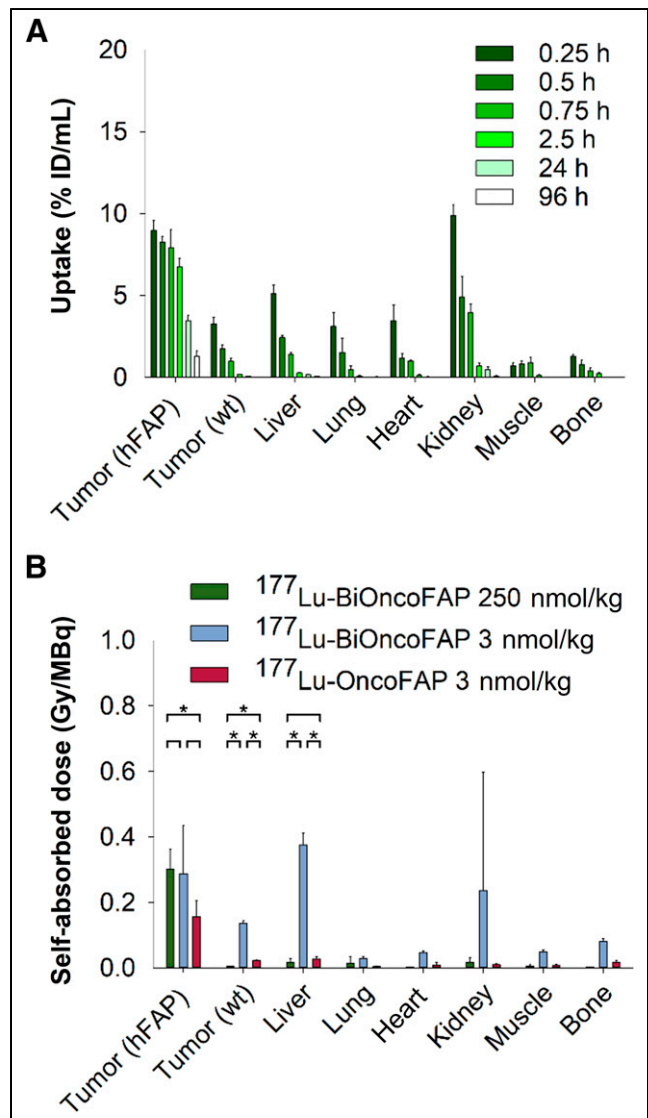 A
20
15
10
5
0
Uptake (% ID/mL)
0.25 h
0.5 h
0.75 h
2.5 h
24 h
96 h
Tumor (hFAP)
Tumor (wt)
Liver
Lung
Heart
Kidney
Muscle
Bone
B
177Lu-BiOncoFAP 250 nmol/kg
177Lu-BiOncoFAP 3 nmol/kg
177Lu-OncoFAP 3 nmol/kg
1.0
0.8
0.6
0.4
0.2
0.0
Self-absorbed dose (Gy/MBq)
* *
* * * *
Tumor (hFAP)
Tumor (wt)
Liver
Lung
Heart
Kidney
Muscle
Bone